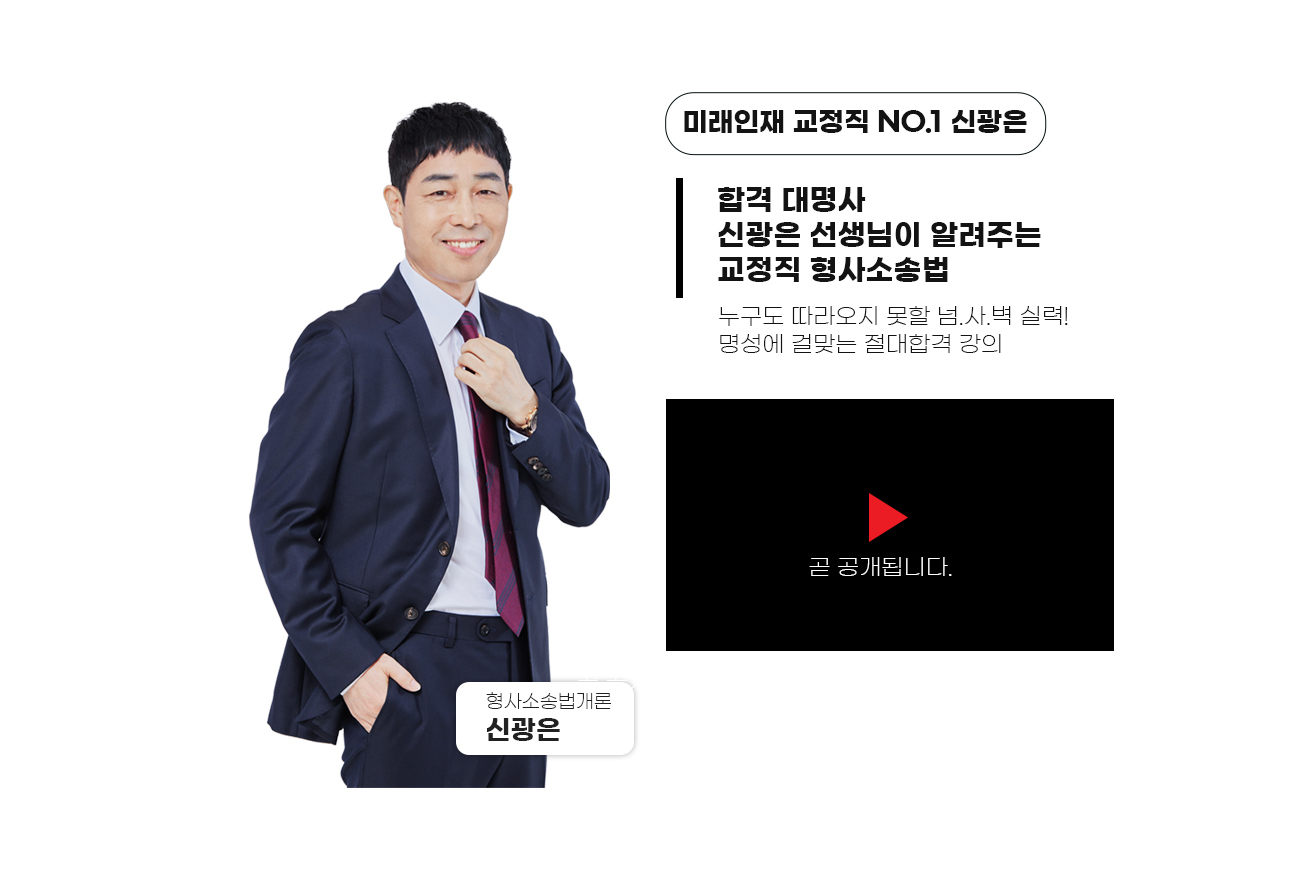 미래인재 교정직 NO.1 신광은
합격 대명사
신광은 선생님이 알려주는
교정직 형사소송법
누구도 따라오지 못할 넘.사.벽 실력!
명성에 걸맞는 절대합격 강의
곧 공개됩니다.
형사소송법개론
신광은